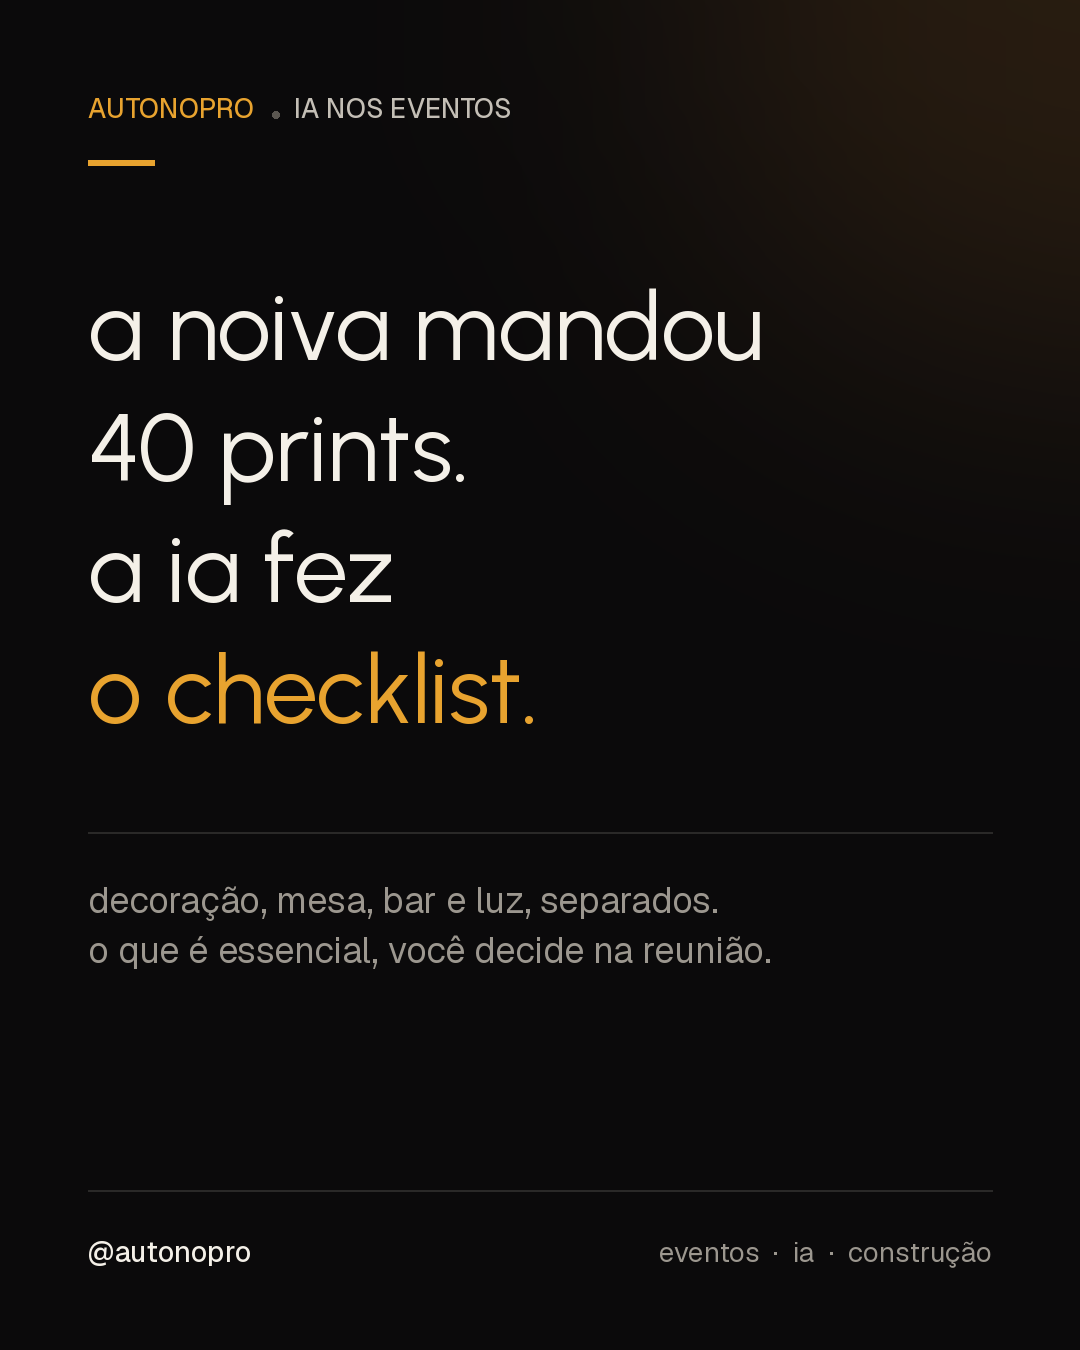 AUTONOPRO . IA NOS EVENTOS
a noiva mandou
40 prints.
a ia fez
o checklist.
decoração, mesa, bar e luz, separados.
o que é essencial, você decide na reunião.
@autonopro
eventos · ia · construção